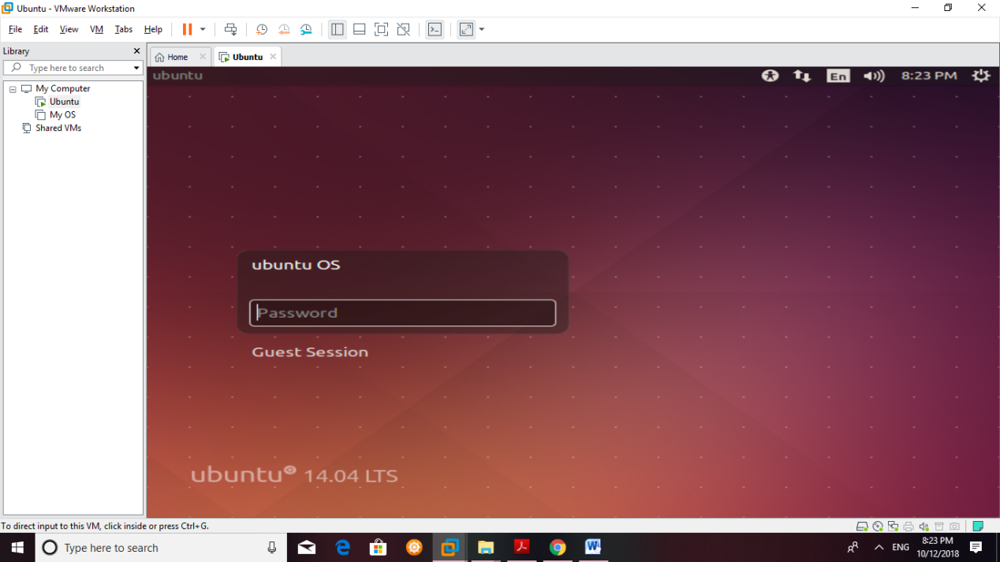 Ubuntu - VMware Workstation
File Edit View VM Tabs Help
Library
Type here to search
Home
Ubuntu
My Computer
Ubuntu
My OS
Shared VMs
ubuntu
En
8:23 PM
ubuntu OS
Password
Guest Session
ubuntu® 14.04 LTS
To direct input to this VM, click inside or press Ctrl+G.
Type here to search
ENG
8:23 PM
10/12/2018